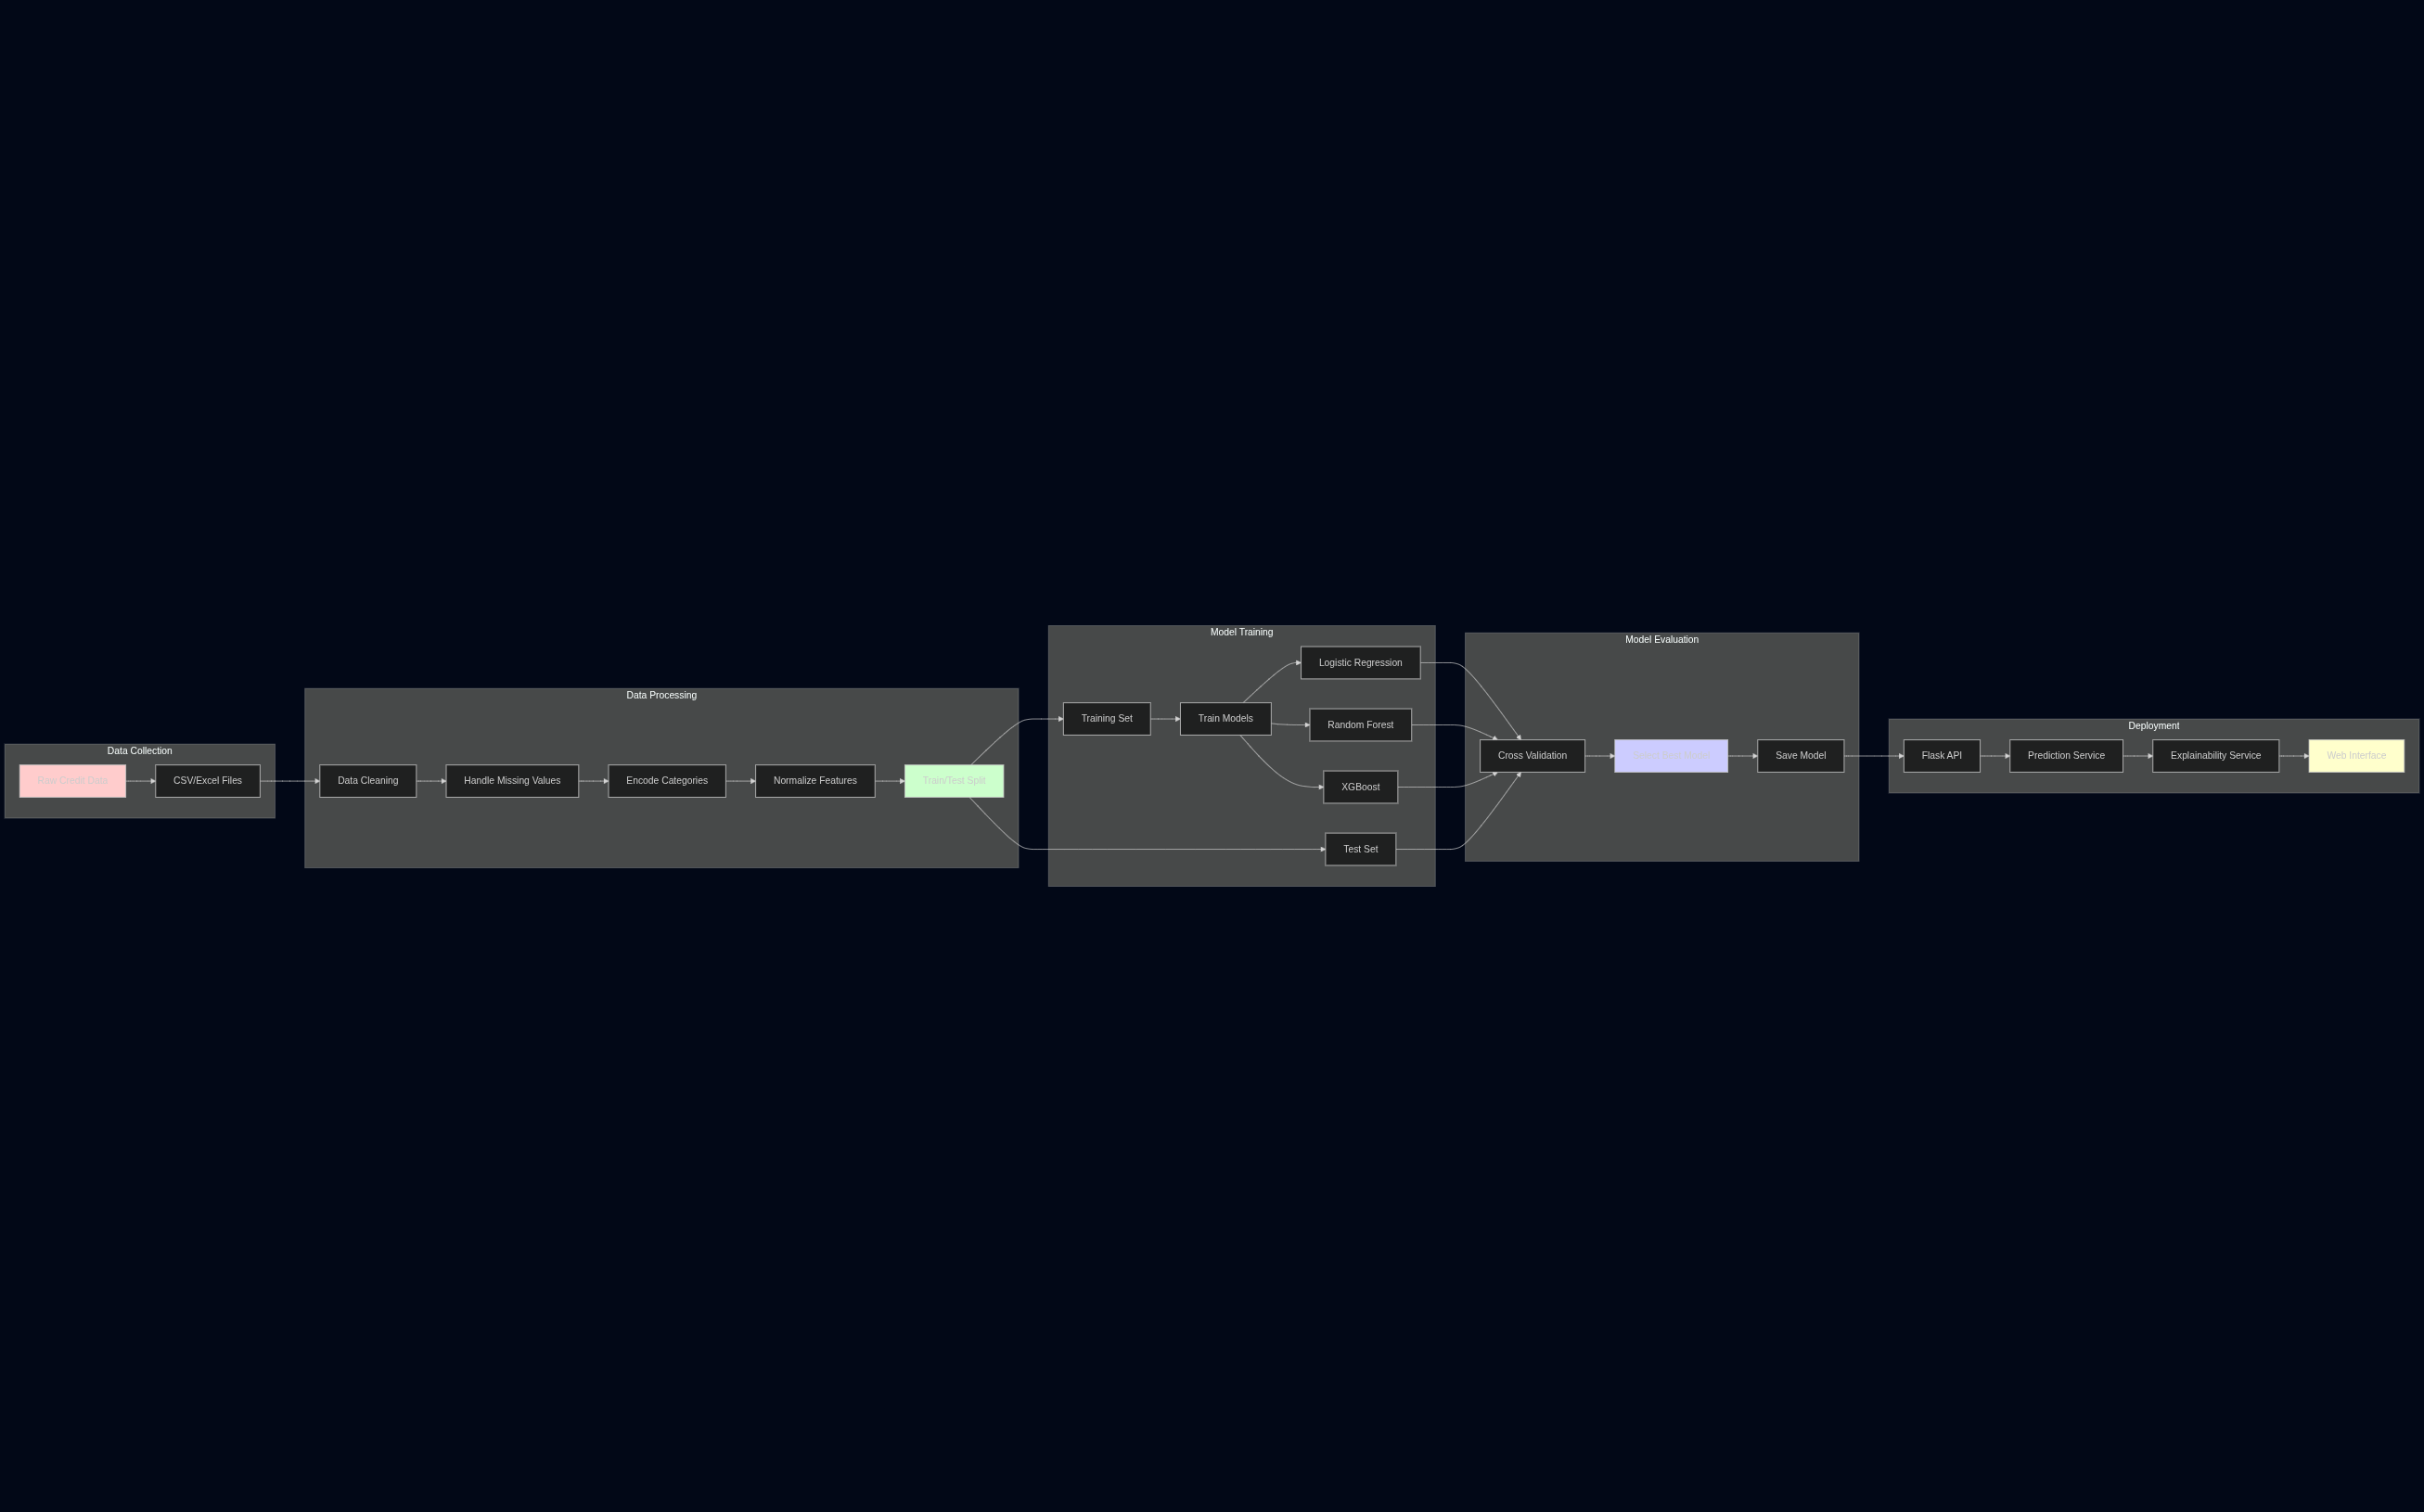 Data Collection
Raw Credit Data
CSV/Excel Files
Data Processing
Data Cleaning
Handle Missing Values
Encode Categories
Normalize Features
Train/Test Split
Model Training
Training Set
Train Models
Logistic Regression
Random Forest
XGBoost
Test Set
Model Evaluation
Cross Validation
Save Model
Deployment
Flask API
Prediction Service
Explainability Service
Web Interface